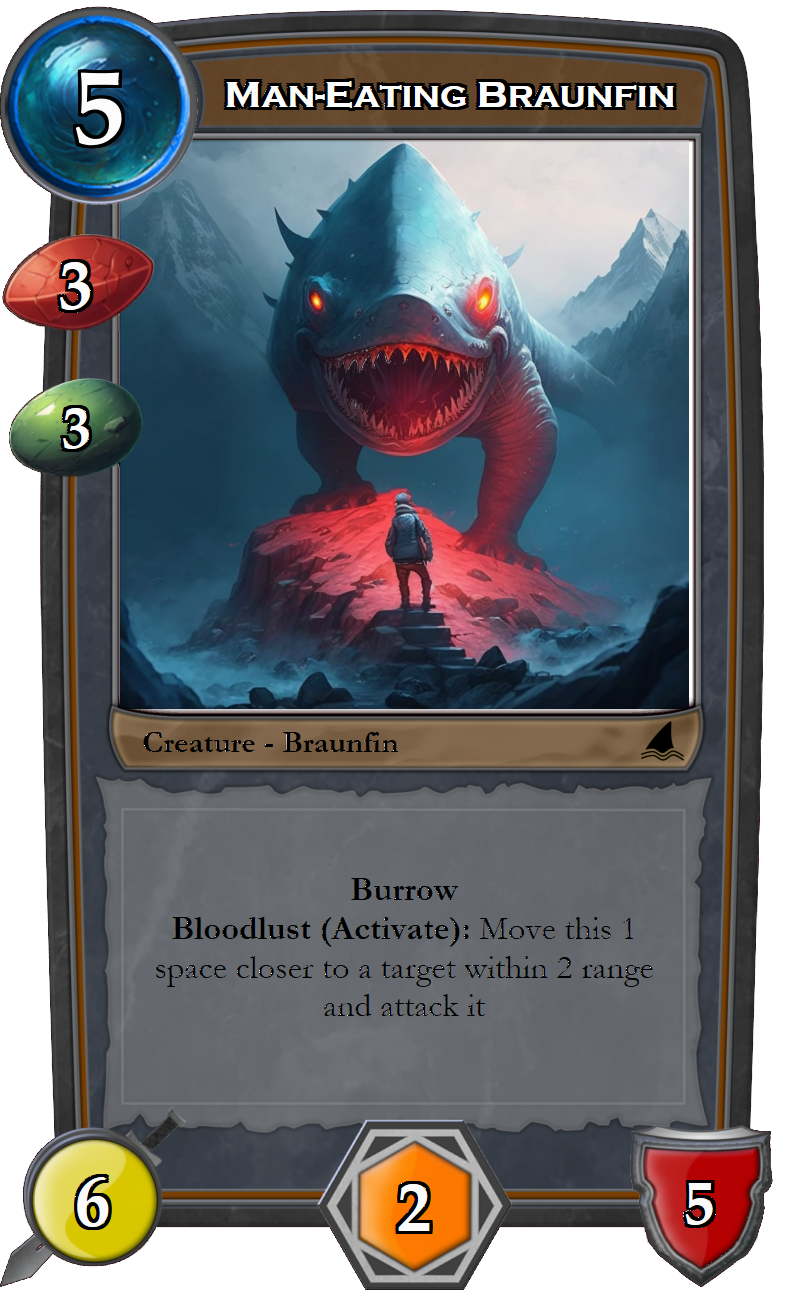 5
Man-Eating Braunfin
3
3
Creature - Braunfin
Burrow
Bloodlust (Activate): Move this 1
space closer to a target within 2 range
and attack it
6
2
5